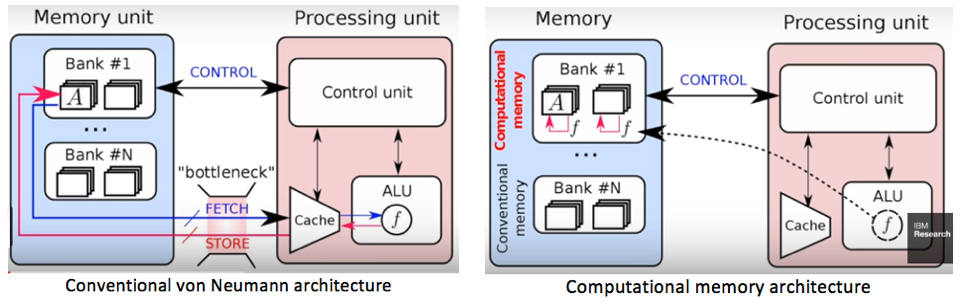 Memory unit
Processing unit
Bank #1
A
...
Bank #N
CONTROL
Control unit
"bottleneck"
FETCH
STORE
Cache
ALU
f
Conventional von Neumann architecture
Memory
Processing unit
Computational
memory
Bank #1
A
f
f
...
Conventional
memory
Bank #N
CONTROL
Control unit
Cache
ALU
f
IBM
Research
Computational memory architecture